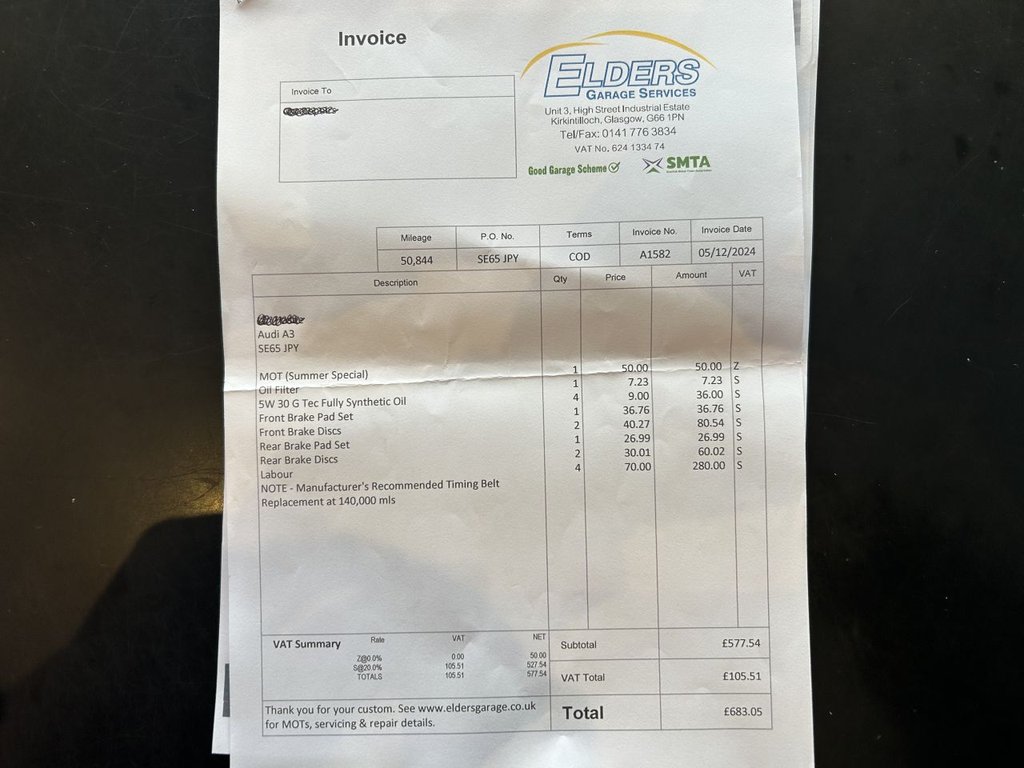 Invoice
ELDERS
GARAGE SERVICES
Unit 3, High Street Industrial Estate
Kirkintilloch, Glasgow, G66 1PN
Tel/Fax: 0141 776 3834
VAT No. 624 1334 74
Good Garage Scheme SMTA
Invoice To
Mileage P.O. No. Terms Invoice No. Invoice Date
50,844 SE65 JPY COD A1582 05/12/2024
Description Qty Price Amount VAT
Audi A3
SE65 JPY
MOT (Summer Special) 1 50.00 50.00 Z
Oil Filter 1 7.23 7.23 S
5W 30 G Tec Fully Synthetic Oil 4 9.00 36.00 S
Front Brake Pad Set 1 36.76 36.76 S
Front Brake Discs 2 40.27 80.54 S
Rear Brake Pad Set 1 26.99 26.99 S
Rear Brake Discs 2 30.01 60.02 S
Labour 4 70.00 280.00 S
NOTE - Manufacturer's Recommended Timing Belt
Replacement at 140,000 mls
VAT Summary Rate VAT NET
Z@0.0% 0.00 50.00
S@20.0% 105.51 527.54
TOTALS 105.51 577.54
Subtotal £577.54
VAT Total £105.51
Total £683.05
Thank you for your custom. See www.eldersgarage.co.uk
for MOTs, servicing & repair details.